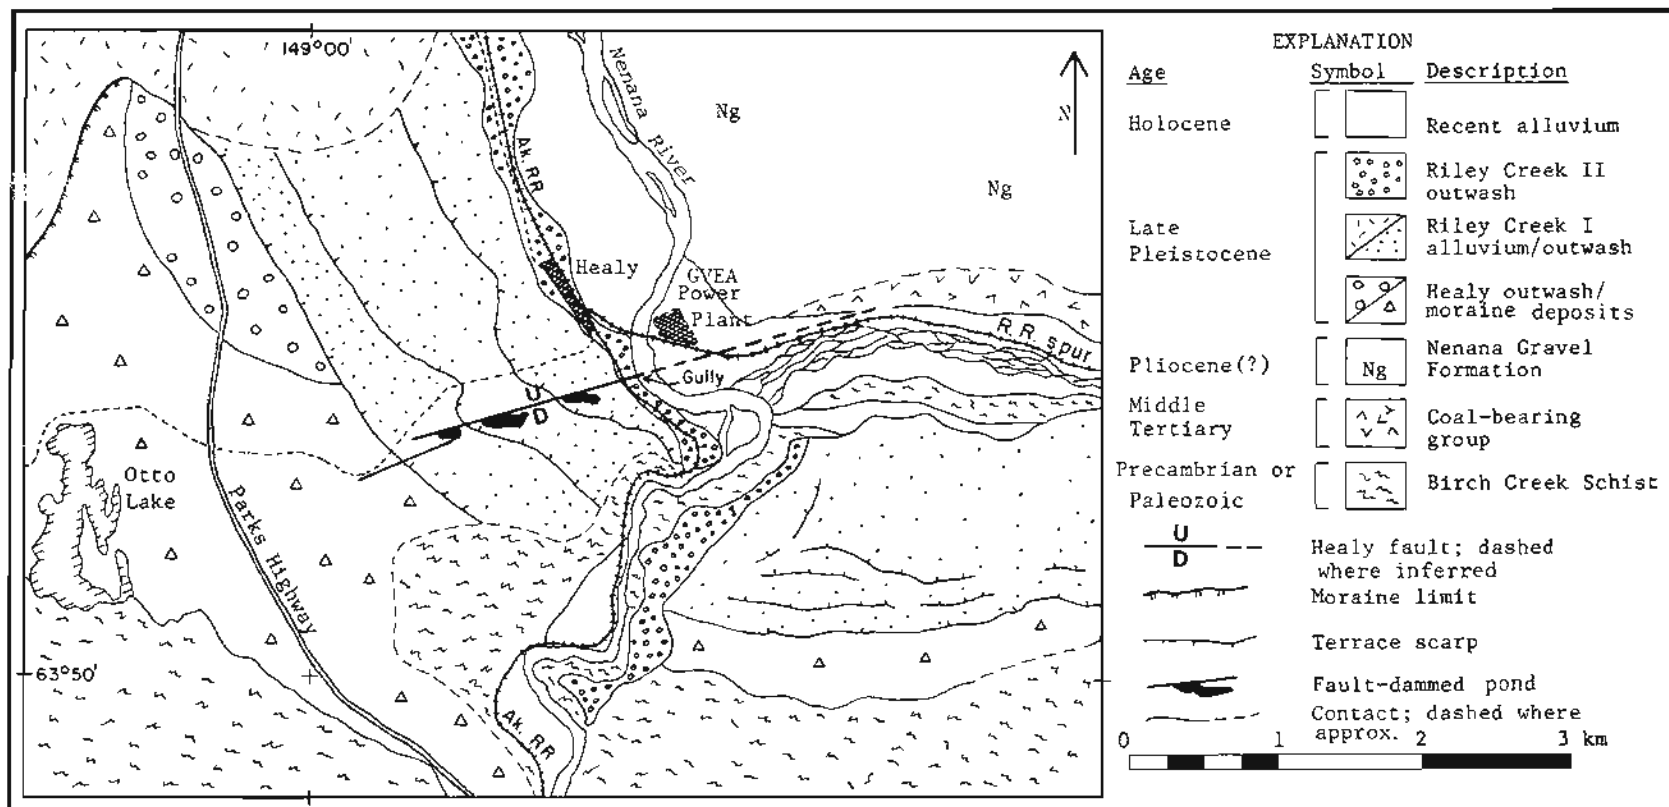 149°00'
Nenana River
N
Ng
Ng
Ak. RR
Healy
GVEA
Power
Plant
R.R. spur
Gully
U
D
Otto
Lake
Parks Highway
63°50'
Ak. RR
EXPLANATION
Age Symbol Description
Holocene Recent alluvium
Riley Creek II
outwash
Late
Pleistocene
Riley Creek I
alluvium/outwash
Healy outwash/
moraine deposits
Pliocene(?) Ng Nenana Gravel
Formation
Middle
Tertiary
Coal-bearing
group
Precambrian or
Paleozoic
Birch Creek Schist
U
D
Healy fault; dashed
where inferred
Moraine limit
Terrace scarp
Fault-dammed pond
Contact; dashed where
approx.
0 1 2 3 km